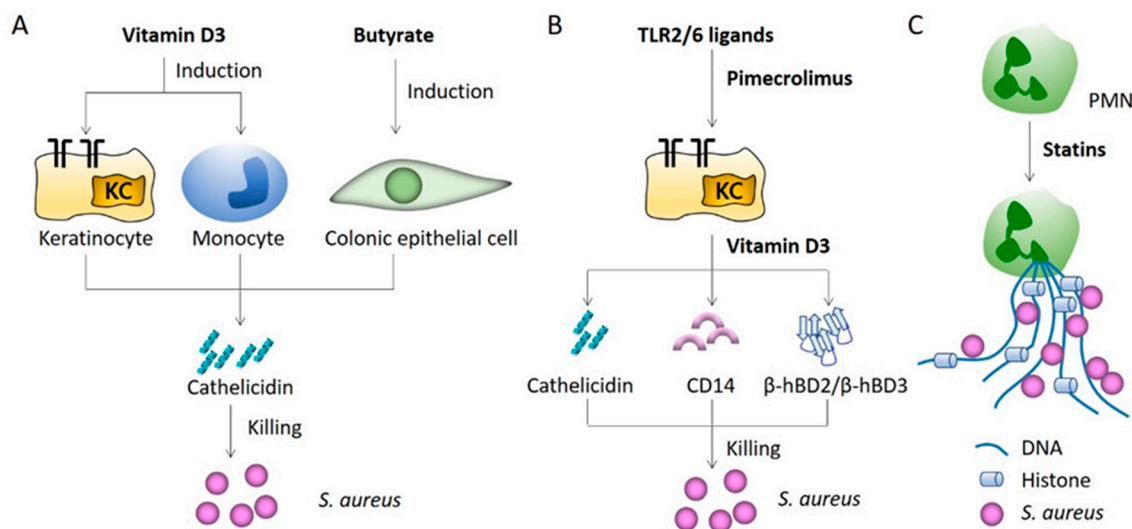 A
Vitamin D3
Butyrate
Induction
Induction
KC
Keratinocyte
Monocyte
Colonic epithelial cell
Cathelicidin
Killing
S. aureus
B
TLR2/6 ligands
Pimecrolimus
KC
Vitamin D3
Cathelicidin
CD14
β-hBD2/β-hBD3
Killing
S. aureus
C
PMN
Statins
DNA
Histone
S. aureus